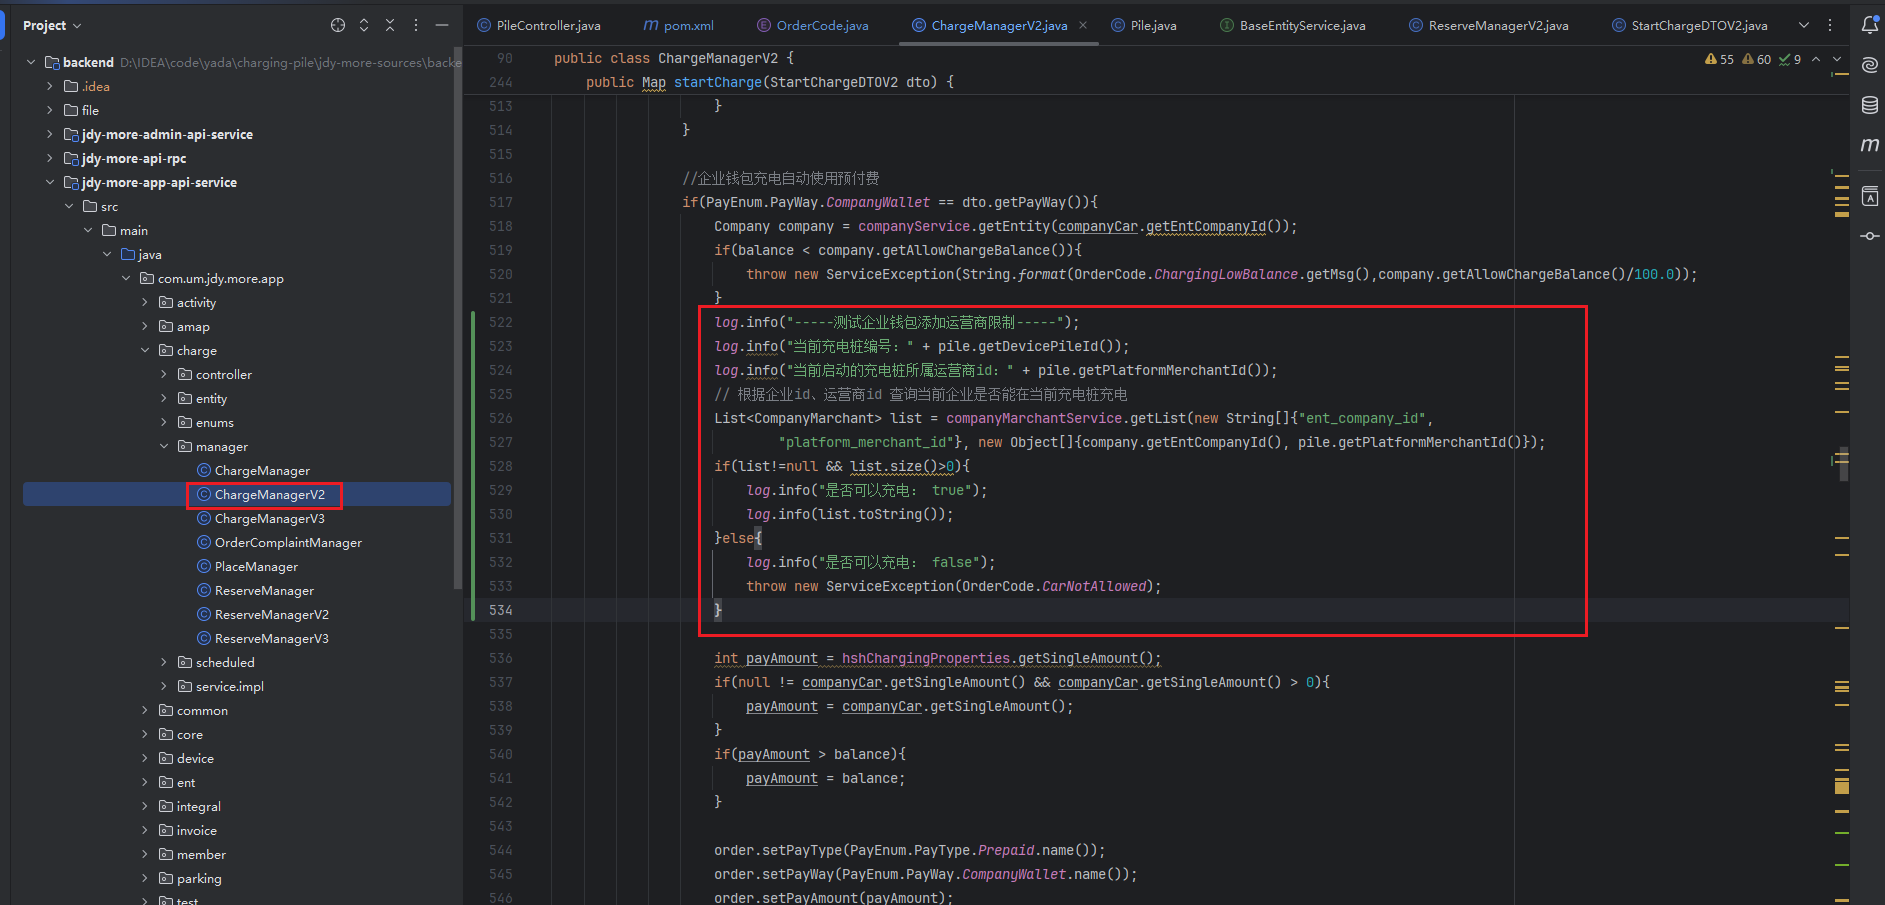 Project
PileController.java
pom.xml
OrderCode.java
ChargeManagerV2.java
Pile.java
BaseEntityService.java
ReserveManagerV2.java
StartChargeDTOV2.java
backend D:\IDEA\code\yada\charging-pile\jdy-more-sources\backe
.idea
file
jdy-more-admin-api-service
jdy-more-api-rpc
jdy-more-app-api-service
src
main
java
com.um.jdy.more.app
activity
amap
charge
controller
entity
enums
manager
ChargeManager
ChargeManagerV2
ChargeManagerV3
OrderComplaintManager
PlaceManager
ReserveManager
ReserveManagerV2
ReserveManagerV3
scheduled
service.impl
common
core
device
ent
integral
invoice
member
parking
test
55 60 9
90 public class ChargeManagerV2 {
244 public Map startCharge(StartChargeDTOV2 dto) {
513 }
514 }
515
516 //企业钱包充电自动使用预付费
517 if(PayEnum.PayWay.CompanyWallet == dto.getPayWay()){
518 Company company = companyService.getEntity(companyCar.getEntCompanyId());
519 if(balance < company.getAllowChargeBalance()){
520 throw new ServiceException(String.format(OrderCode.ChargingLowBalance.getMsg(),company.getAllowChargeBalance()/100.0));
521 }
522 log.info("-----测试企业钱包添加运营商限制-----");
523 log.info("当前充电桩编号：" + pile.getDevicePileId());
524 log.info("当前启动的充电桩所属运营商id：" + pile.getPlatformMerchantId());
525 // 根据企业id、运营商id 查询当前企业是否能在当前充电桩充电
526 List<CompanyMarchant> list = companyMarchantService.getList(new String[]{"ent_company_id",
527 "platform_merchant_id"}, new Object[]{company.getEntCompanyId(), pile.getPlatformMerchantId()});
528 if(list!=null && list.size()>0){
529 log.info("是否可以充电： true");
530 log.info(list.toString());
531 }else{
532 log.info("是否可以充电： false");
533 throw new ServiceException(OrderCode.CarNotAllowed);
534 }
535
536 int payAmount = hshChargingProperties.getSingleAmount();
537 if(null != companyCar.getSingleAmount() && companyCar.getSingleAmount() > 0){
538 payAmount = companyCar.getSingleAmount();
539 }
540 if(payAmount > balance){
541 payAmount = balance;
542 }
543
544 order.setPayType(PayEnum.PayType.Prepaid.name());
545 order.setPayWay(PayEnum.PayWay.CompanyWallet.name());
546 order.setPayAmount(payAmount);